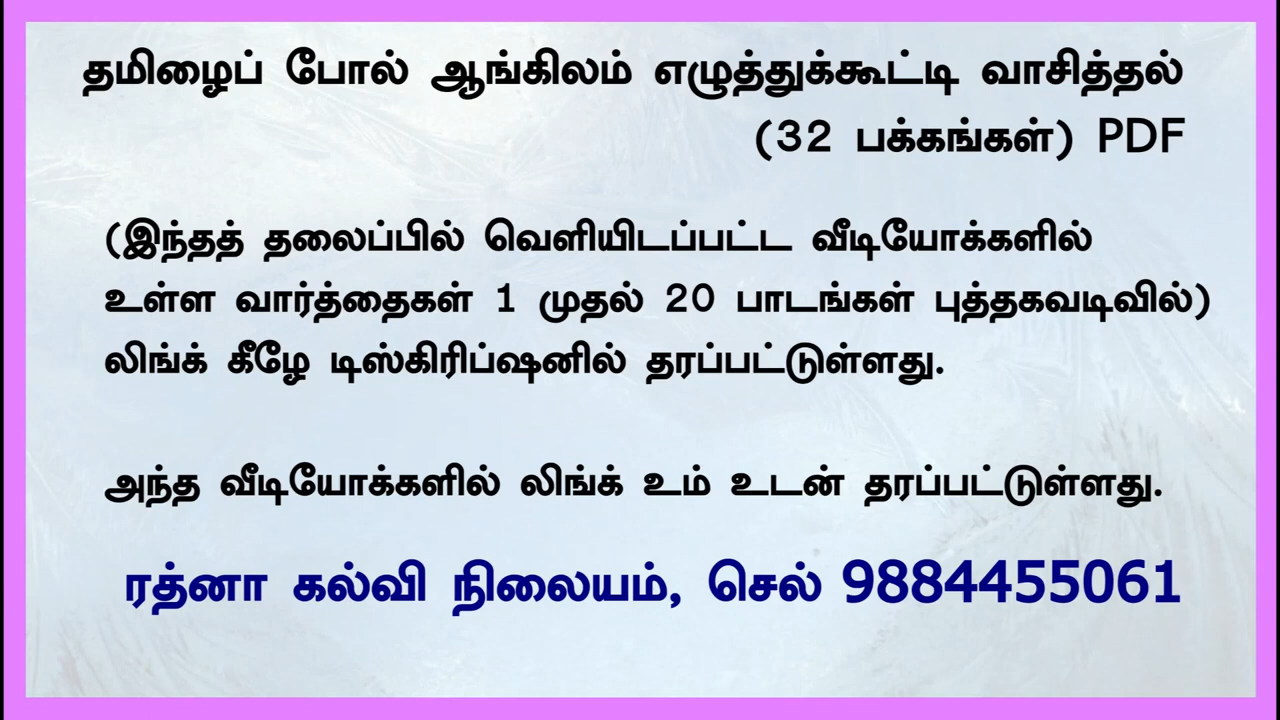 தமிழைப் போல் ஆங்கிலம் எழுத்துக்கூட்டி வாசித்தல்
(32 பக்கங்கள்) PDF
(இந்தத் தலைப்பில் வெளியிடப்பட்ட வீடியோக்களில்
உள்ள வார்த்தைகள் 1 முதல் 20 பாடங்கள் புத்தகவடிவில்)
லிங்க் கீழே டிஸ்கிரிப்ஷனில் தரப்பட்டுள்ளது.
அந்த வீடியோக்களில் லிங்க் உம் உடன் தரப்பட்டுள்ளது.
ரத்னா கல்வி நிலையம், செல் 9884455061